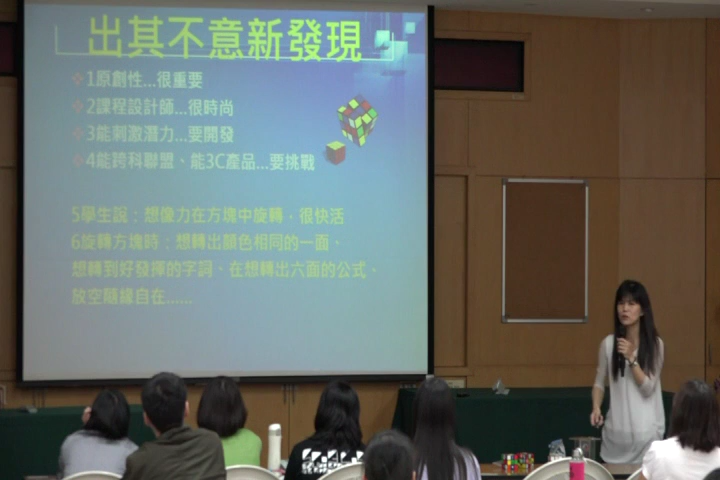 出其不意新發現
1原創性...很重要
2課程設計師...很時尚
3能刺激潛力...要開發
4能跨科聯盟、能3C產品...要挑戰
5學生說：想像力在方塊中旋轉，很快活
6旋轉方塊時：想轉出顏色相同的一面、
想轉到好發揮的字詞、在想轉出六面的公式、
放空隨緣自在......